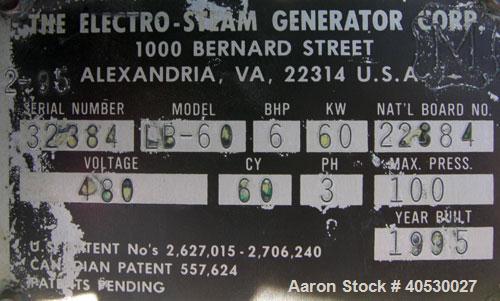 THE ELECTRO-STEAM GENERATOR CORP.
1000 BERNARD STREET
ALEXANDRIA, VA, 22314 U.S.A.
2-95
SERIAL NUMBER MODEL BHP KW NAT'L BOARD NO.
32384 LB-60 6 60 22384
VOLTAGE CY PH MAX. PRESS.
480 60 3 100
YEAR BUILT
1995
U.S. PATENT No's 2,627,015-2,706,240
CANADIAN PATENT 557,624
PATENTS PENDING
Aaron Stock # 40530027